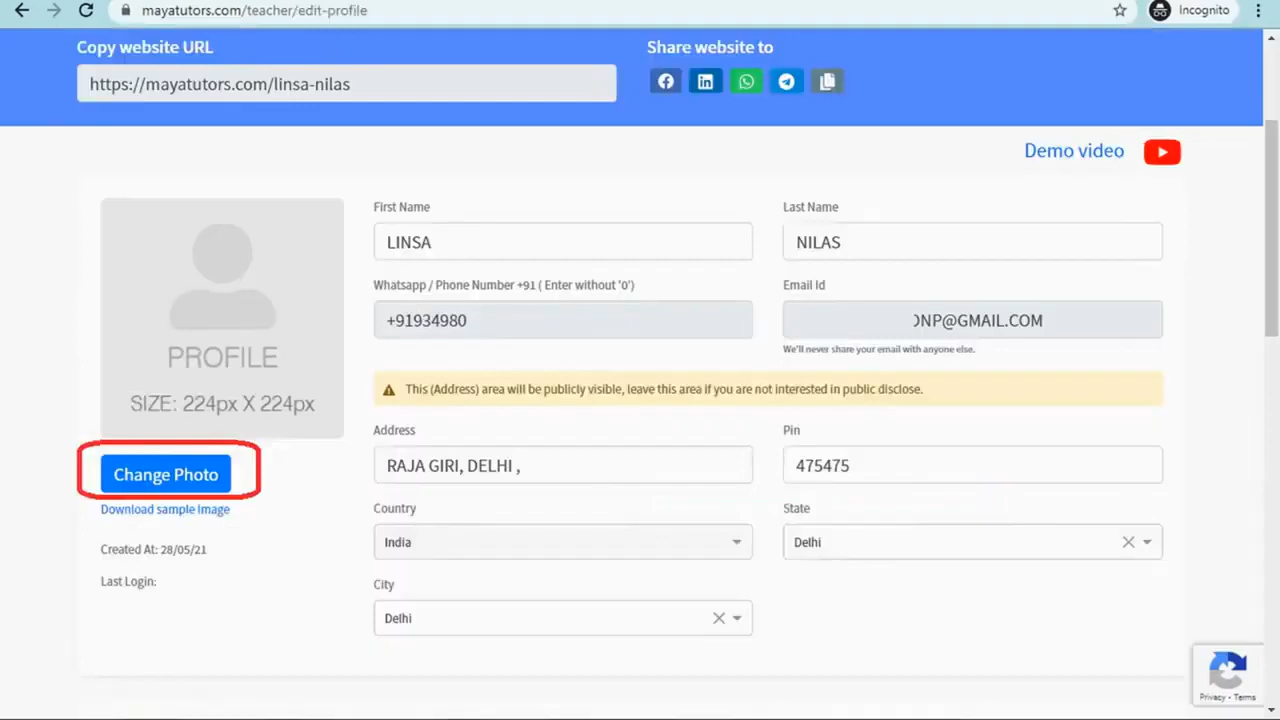 mayatutors.com/teacher/edit-profile
Incognito
Copy website URL
Share website to
https://mayatutors.com/linsa-nilas
Demo video
PROFILE
SIZE: 224px X 224px
Change Photo
Download sample Image
Created At: 28/05/21
Last Login:
First Name
Last Name
LINSA
NILAS
Whatsapp / Phone Number +91 ( Enter without '0')
Email Id
+91934980
NP@GMAIL.COM
We'll never share your email with anyone else.
This (Address) area will be publicly visible, leave this area if you are not interested in public disclose.
Address
Pin
RAJA GIRI, DELHI ,
475475
Country
State
India
Delhi
City
Delhi
Privacy - Terms